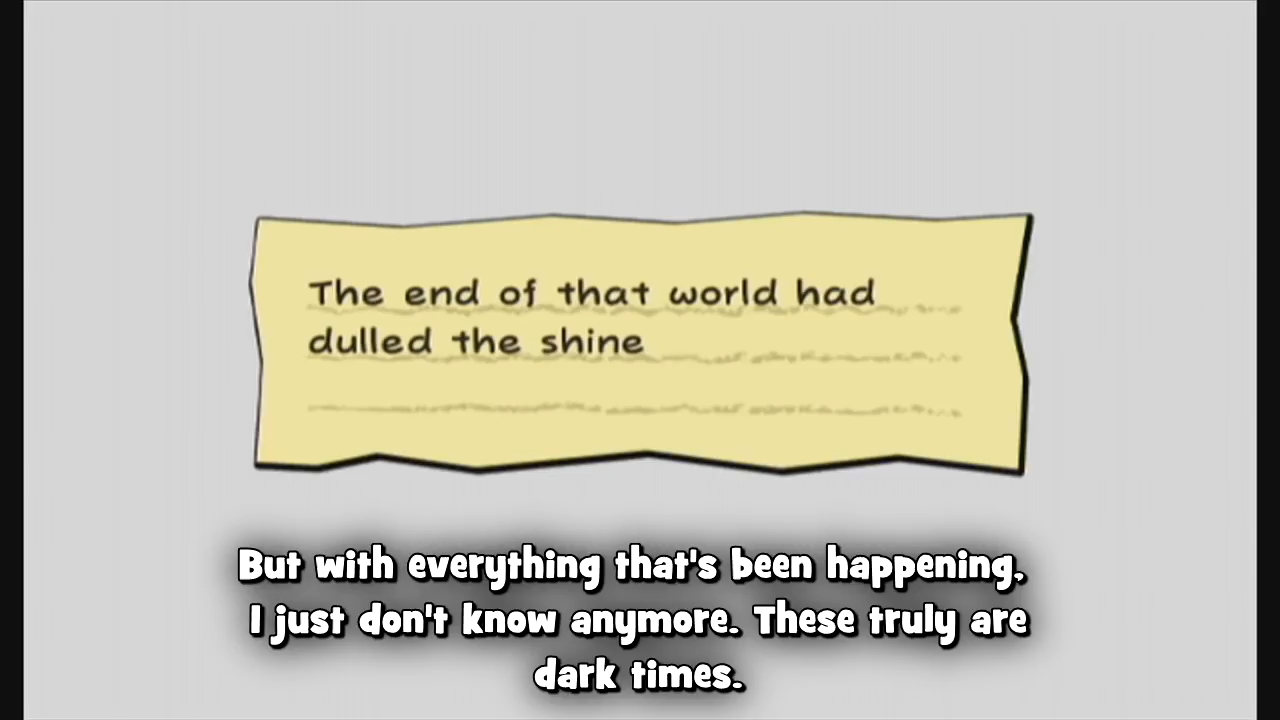 The end of that world had
dulled the shine
But with everything that's been happening,
I just don't know anymore. These truly are
dark times.